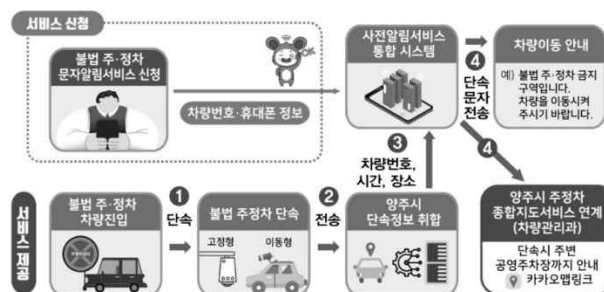 서비스 신청
불법 주·정차
문자알림서비스 신청
차량번호·휴대폰 정보
사전알림서비스
통합 시스템
④
단속
문자
전송
차량이동 안내
예) 불법 주·정차 금지
구역입니다.
차량을 이동시켜
주시기 바랍니다.
③
차량번호,
시간, 장소
④
서비스 제공
불법 주·정차
차량진입
①
단속
불법 주정차 단속
고정형
이동형
②
전송
양주시
단속정보 취합
양주시 주정차
종합지도서비스 연계
(차량관리과)
단속시 주변
공영주차장까지 안내
카카오맵링크